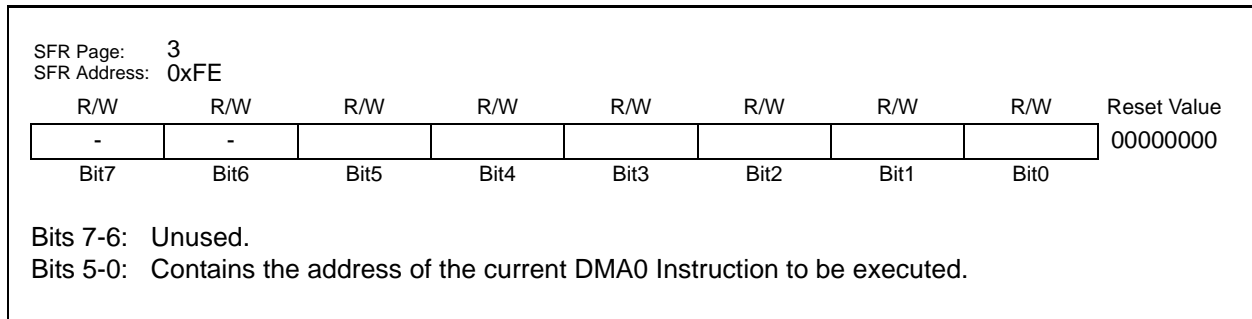 SFR Page: 3
SFR Address: 0xFE
R/W R/W R/W R/W R/W R/W R/W R/W Reset Value
- - 00000000
Bit7 Bit6 Bit5 Bit4 Bit3 Bit2 Bit1 Bit0
Bits 7-6: Unused.
Bits 5-0: Contains the address of the current DMA0 Instruction to be executed.